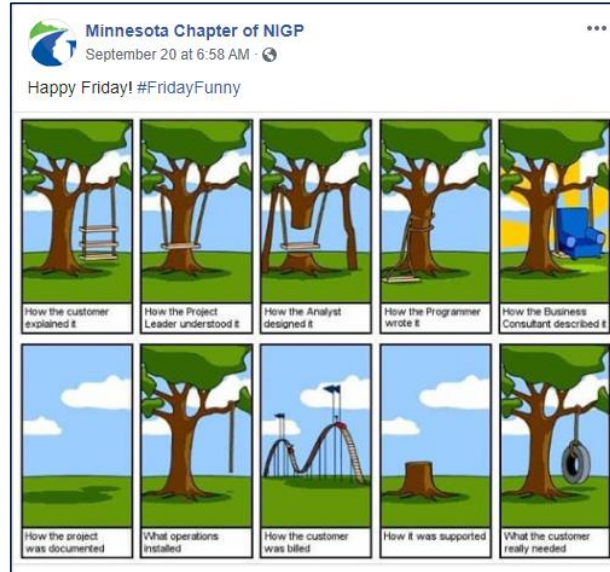 Minnesota Chapter of NIGP
September 20 at 6:58 AM ·
Happy Friday! #FridayFunny
How the customer
explained it
How the Project
Leader understood it
How the Analyst
designed it
How the Programmer
wrote it
How the Business
Consultant described it
How the project
was documented
What operations
installed
How the customer
was billed
How it was supported
What the customer
really needed